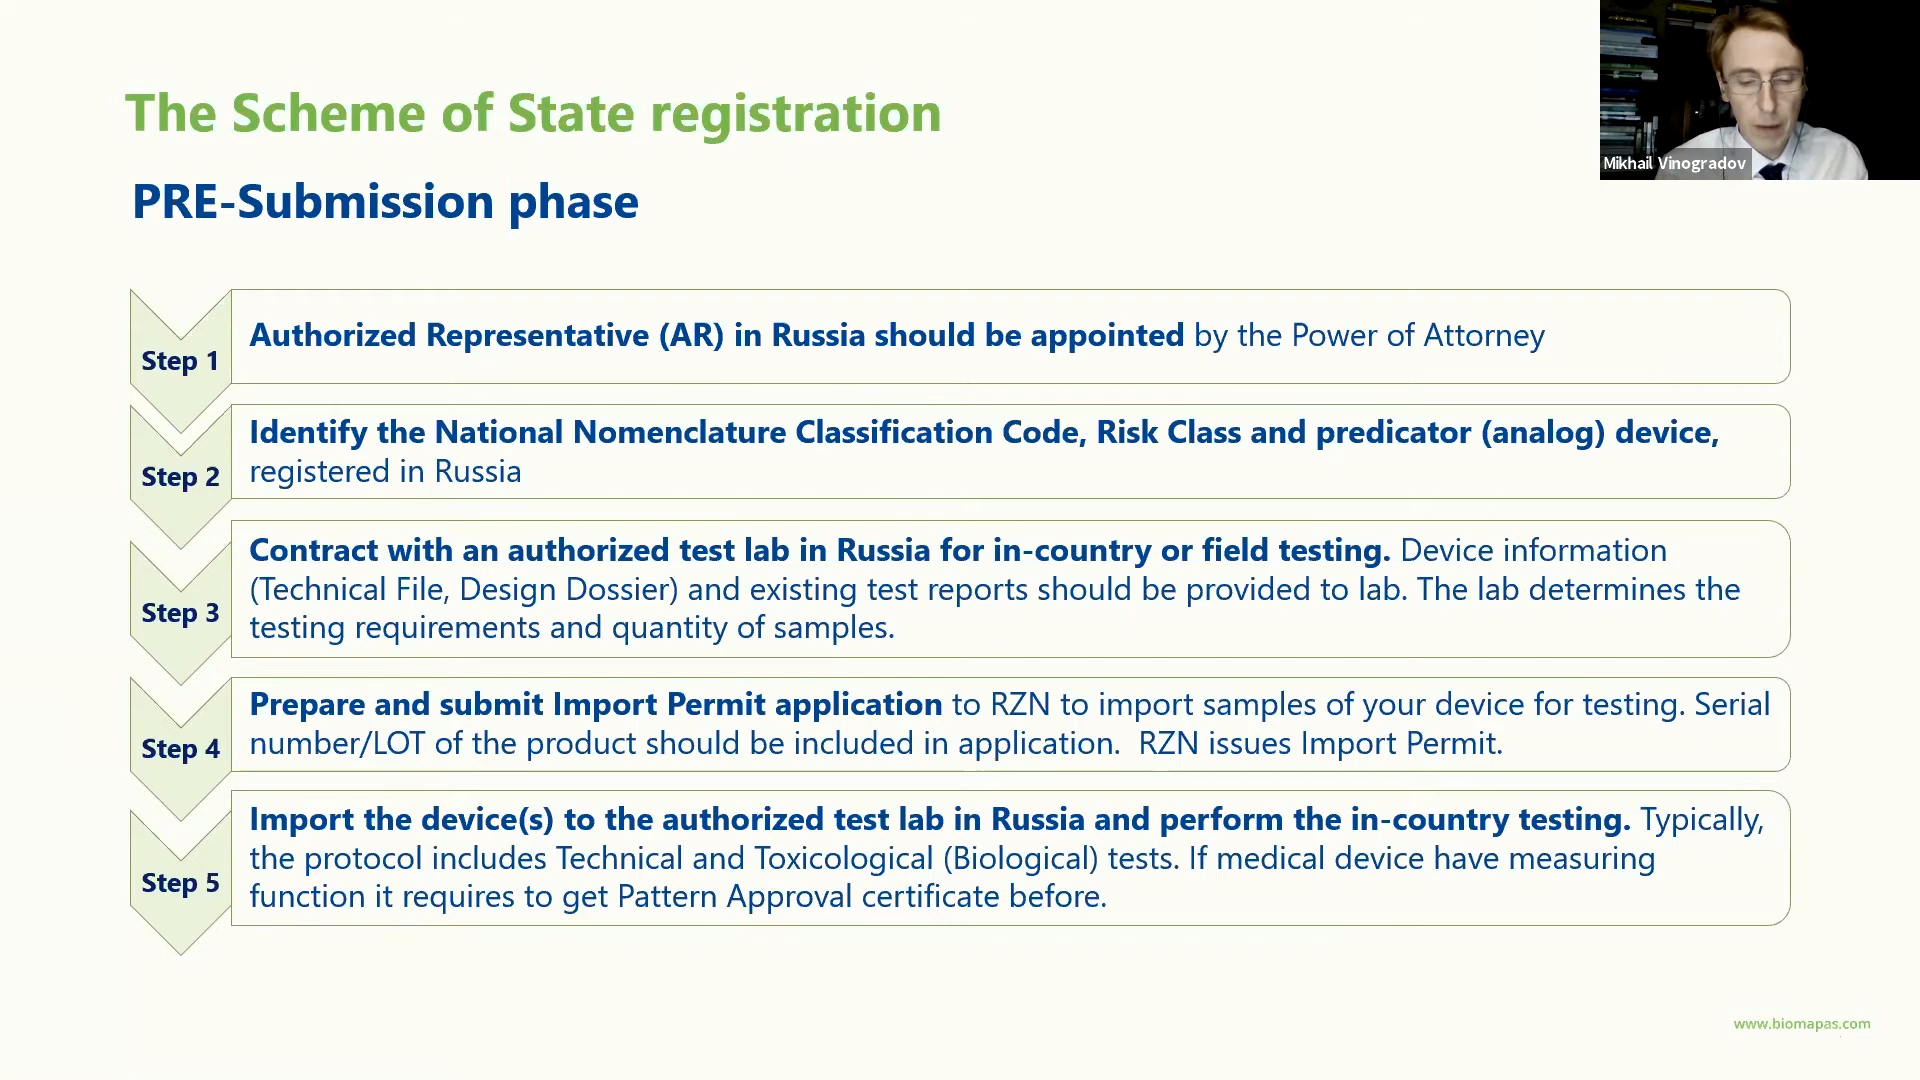 The Scheme of State registration
Mikhail Vinogradov
PRE-Submission phase
Step 1
Authorized Representative (AR) in Russia should be appointed by the Power of Attorney
Step 2
Identify the National Nomenclature Classification Code, Risk Class and predicator (analog) device,
registered in Russia
Step 3
Contract with an authorized test lab in Russia for in-country or field testing. Device information
(Technical File, Design Dossier) and existing test reports should be provided to lab. The lab determines the
testing requirements and quantity of samples.
Step 4
Prepare and submit Import Permit application to RZN to import samples of your device for testing. Serial
number/LOT of the product should be included in application.  RZN issues Import Permit.
Step 5
Import the device(s) to the authorized test lab in Russia and perform the in-country testing. Typically,
the protocol includes Technical and Toxicological (Biological) tests. If medical device have measuring
function it requires to get Pattern Approval certificate before.
www.biomapas.com